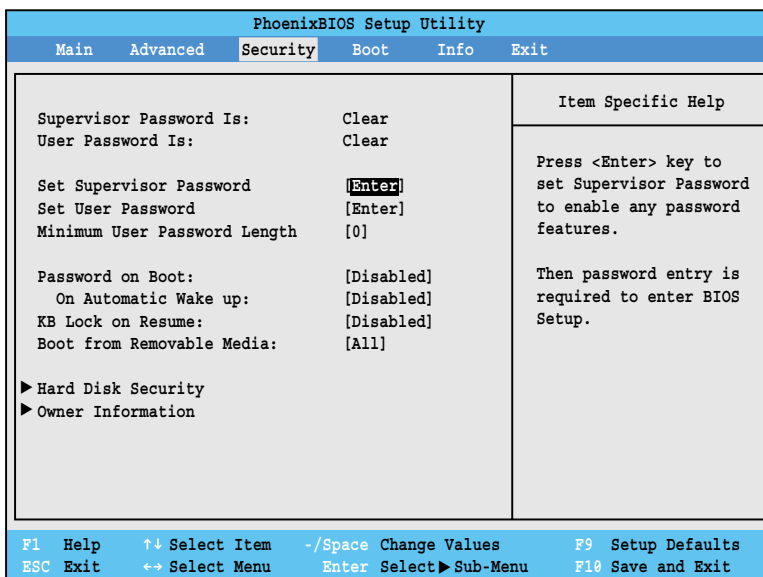 PhoenixBIOS Setup Utility
Main Advanced Security Boot Info Exit
Supervisor Password Is: Clear
User Password Is: Clear
Set Supervisor Password [Enter]
Set User Password [Enter]
Minimum User Password Length [0]
Password on Boot: [Disabled]
On Automatic Wake up: [Disabled]
KB Lock on Resume: [Disabled]
Boot from Removable Media: [All]
▶Hard Disk Security
▶Owner Information
Item Specific Help
Press <Enter> key to
set Supervisor Password
to enable any password
features.
Then password entry is
required to enter BIOS
Setup.
F1 Help ↑↓ Select Item -/Space Change Values F9 Setup Defaults
ESC Exit ←→ Select Menu Enter Select▶Sub-Menu F10 Save and Exit